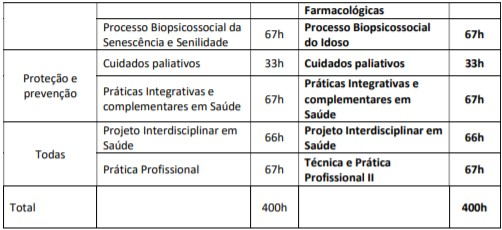 Farmacológicas
Processo Biopsicossocial da
Senescência e Senilidade
67h
Processo Biopsicossocial
do Idoso
67h
Proteção e
prevenção
Cuidados paliativos
33h
Cuidados paliativos
33h
Práticas Integrativas e
complementares em Saúde
67h
Práticas Integrativas e
complementares em
Saúde
67h
Todas
Projeto Interdisciplinar em
Saúde
66h
Projeto Interdisciplinar em
Saúde
66h
Prática Profissional
67h
Técnica e Prática
Profissional II
67h
Total
400h
400h